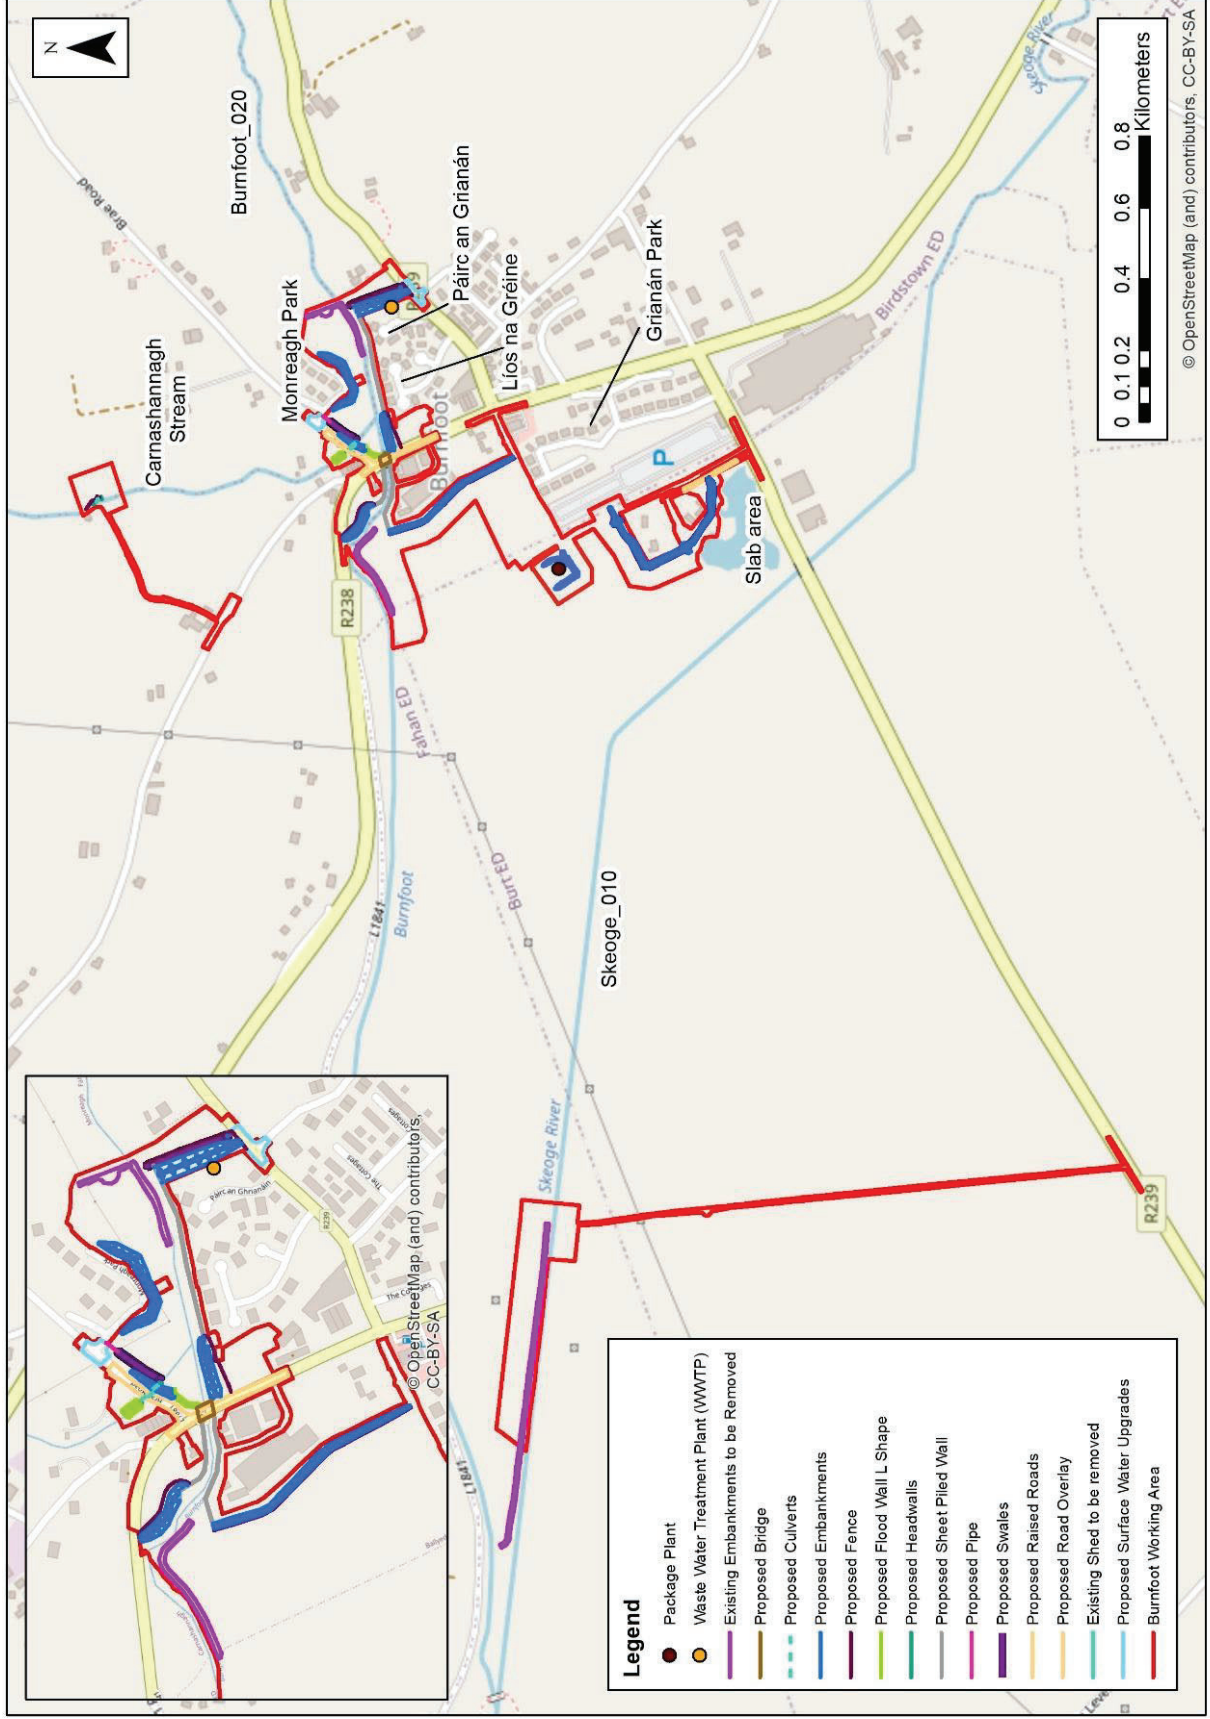 N
Brae Road
Burnfoot_020
Carnashannagh
Stream
Monreagh Park
Páirc an Grianán
Líos na Gréine
Grianán Park
Burnfoot
R238
P
Slab area
Birdstown ED
Skeoge River
Fahan ED
Burt ED
L1841
Burnfoot
Skeoge_010
Skeoge River
R239
L1841
0 0.1 0.2 0.4 0.6 0.8
Kilometers
© OpenStreetMap (and) contributors, CC-BY-SA
Monreagh Park
Páirc an Ghrianáin
The Cottages
The Cottages
R239
© OpenStreetMap (and) contributors,
CC-BY-SA
Legend
Package Plant
Waste Water Treatment Plant (WWTP)
Existing Embankments to be Removed
Proposed Bridge
Proposed Culverts
Proposed Embankments
Proposed Fence
Proposed Flood Wall L Shape
Proposed Headwalls
Proposed Sheet Piled Wall
Proposed Pipe
Proposed Swales
Proposed Raised Roads
Proposed Road Overlay
Existing Shed to be removed
Proposed Surface Water Upgrades
Burnfoot Working Area